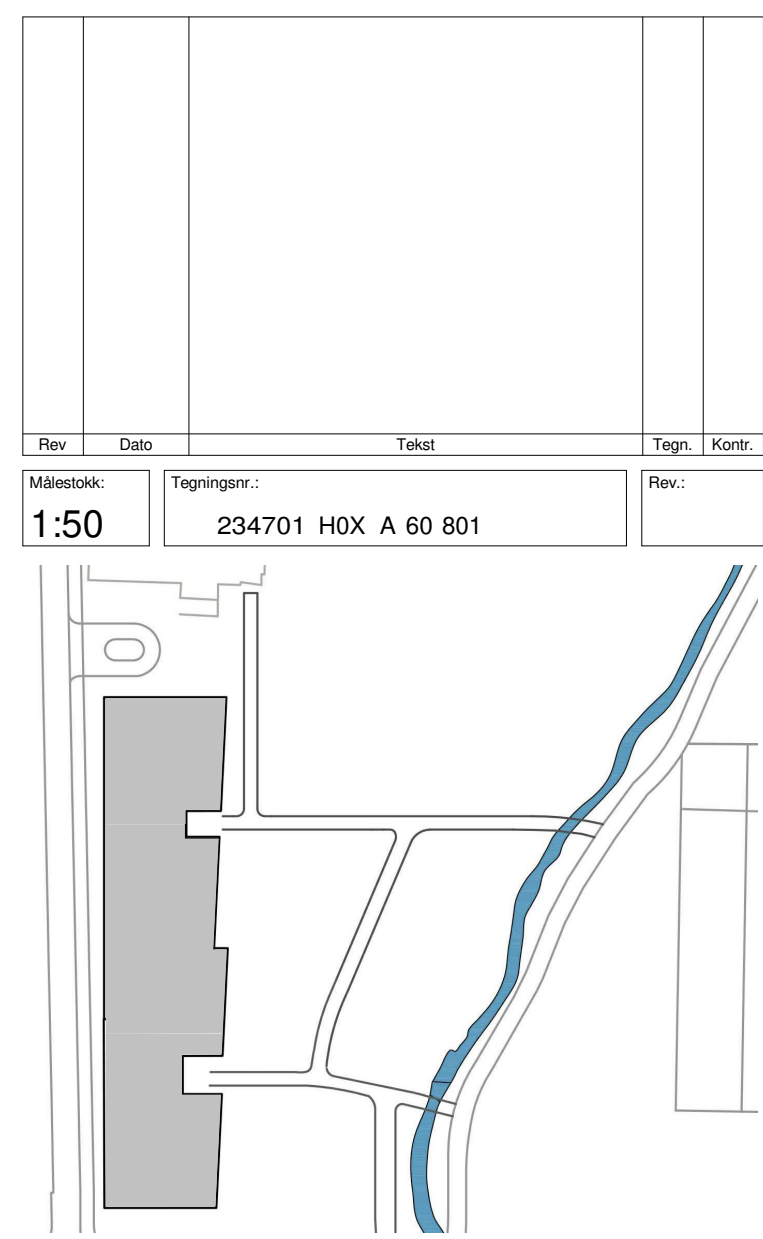 Rev Dato Tekst Tegn. Kontr.
Målestokk: Tegningsnr.: Rev.:
1:50 234701 H0X A 60 801